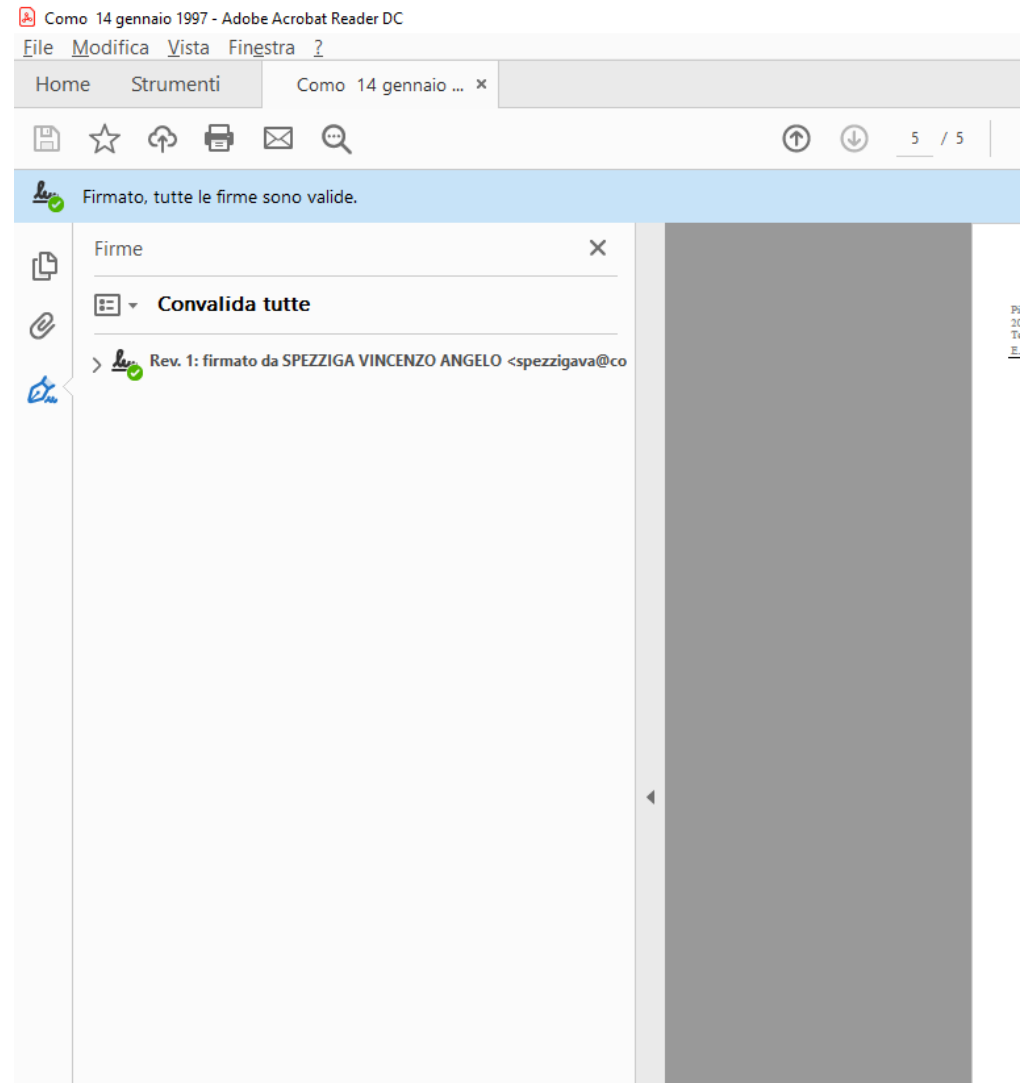 Como 14 gennaio 1997 - Adobe Acrobat Reader DC
File Modifica Vista Finestra ?
Home Strumenti Como 14 gennaio ... ×
5 / 5
Firmato, tutte le firme sono valide.
Firme
Convalida tutte
Rev. 1: firmato da SPEZZIGA VINCENZO ANGELO <spezzigava@co